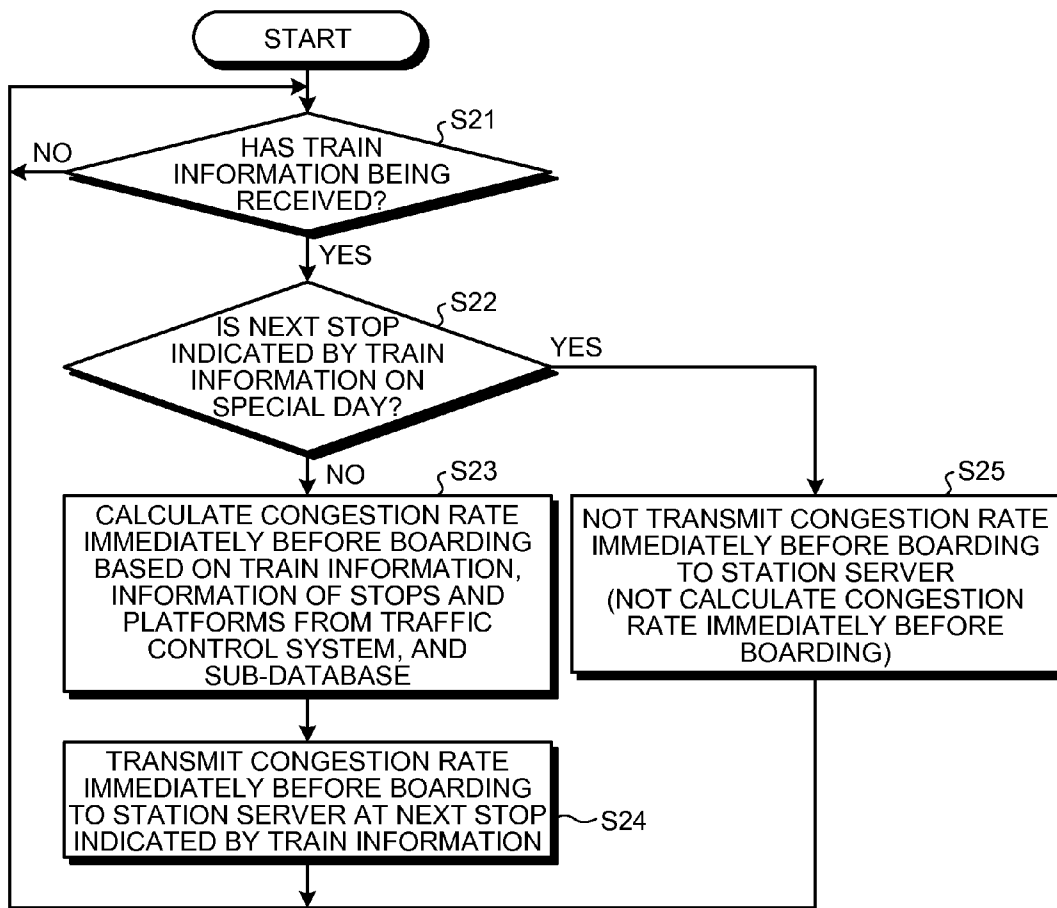 START
S21
NO
HAS TRAIN
INFORMATION BEING
RECEIVED?
YES
S22
IS NEXT STOP
INDICATED BY TRAIN
INFORMATION ON
SPECIAL DAY?
YES
NO
S23
CALCULATE CONGESTION RATE
IMMEDIATELY BEFORE BOARDING
BASED ON TRAIN INFORMATION,
INFORMATION OF STOPS AND
PLATFORMS FROM TRAFFIC
CONTROL SYSTEM, AND
SUB-DATABASE
S25
NOT TRANSMIT CONGESTION RATE
IMMEDIATELY BEFORE BOARDING
TO STATION SERVER
(NOT CALCULATE CONGESTION
RATE IMMEDIATELY BEFORE
BOARDING)
TRANSMIT CONGESTION RATE
IMMEDIATELY BEFORE BOARDING
TO STATION SERVER AT NEXT STOP
INDICATED BY TRAIN INFORMATION
S24